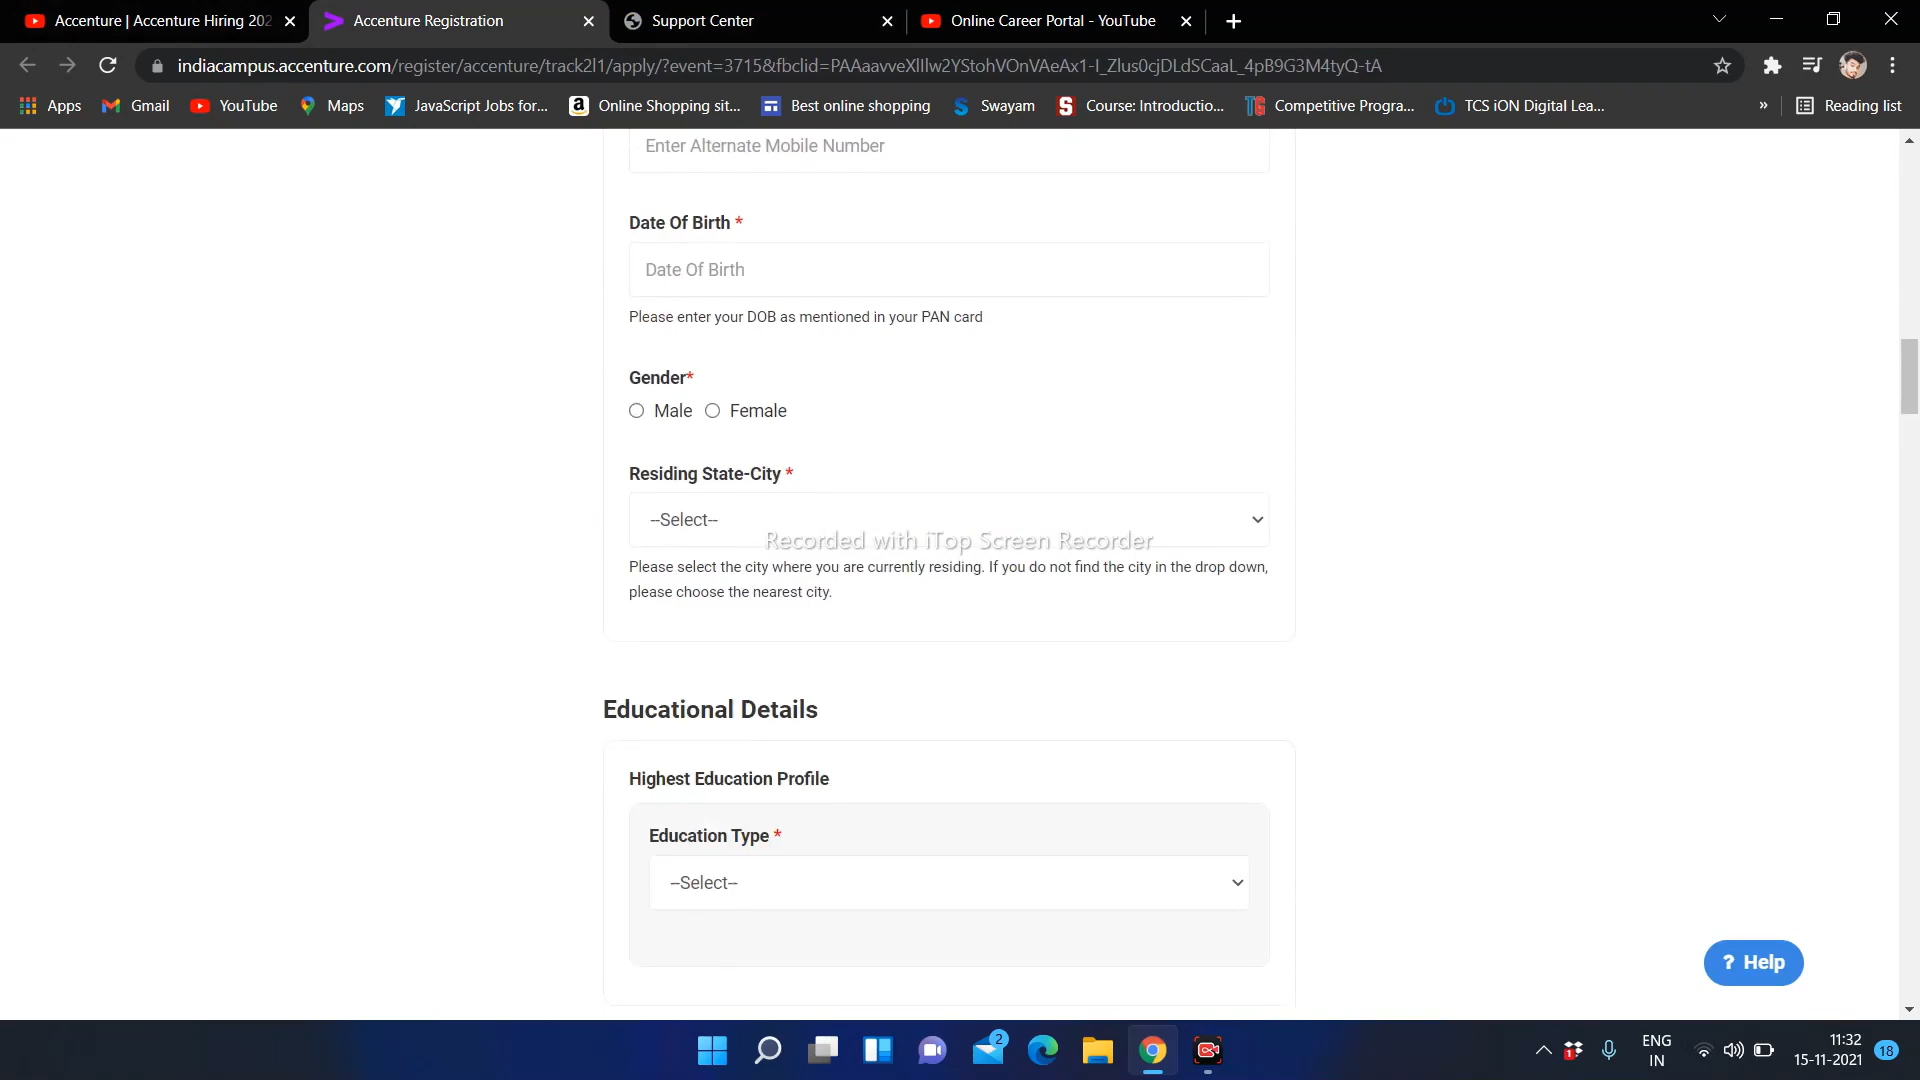 Accenture | Accenture Hiring 202
Accenture Registration
Support Center
Online Career Portal - YouTube
indiacampus.accenture.com/register/accenture/track2l1/apply/?event=3715&fbclid=PAAaavveXlIlw2YStohVOnVAeAx1-I_Zlus0cjDLdSCaaL_4pB9G3M4tyQ-tA
Apps
Gmail
YouTube
Maps
JavaScript Jobs for...
Online Shopping sit...
Best online shopping
Swayam
Course: Introductio...
Competitive Progra...
TCS iON Digital Lea...
»
Reading list
Enter Alternate Mobile Number
Date Of Birth *
Date Of Birth
Please enter your DOB as mentioned in your PAN card
Gender*
Male
Female
Residing State-City *
--Select--
Recorded with iTop Screen Recorder
Please select the city where you are currently residing. If you do not find the city in the drop down,
please choose the nearest city.
Educational Details
Highest Education Profile
Education Type *
--Select--
? Help
2
1
ENG
IN
11:32
15-11-2021
18